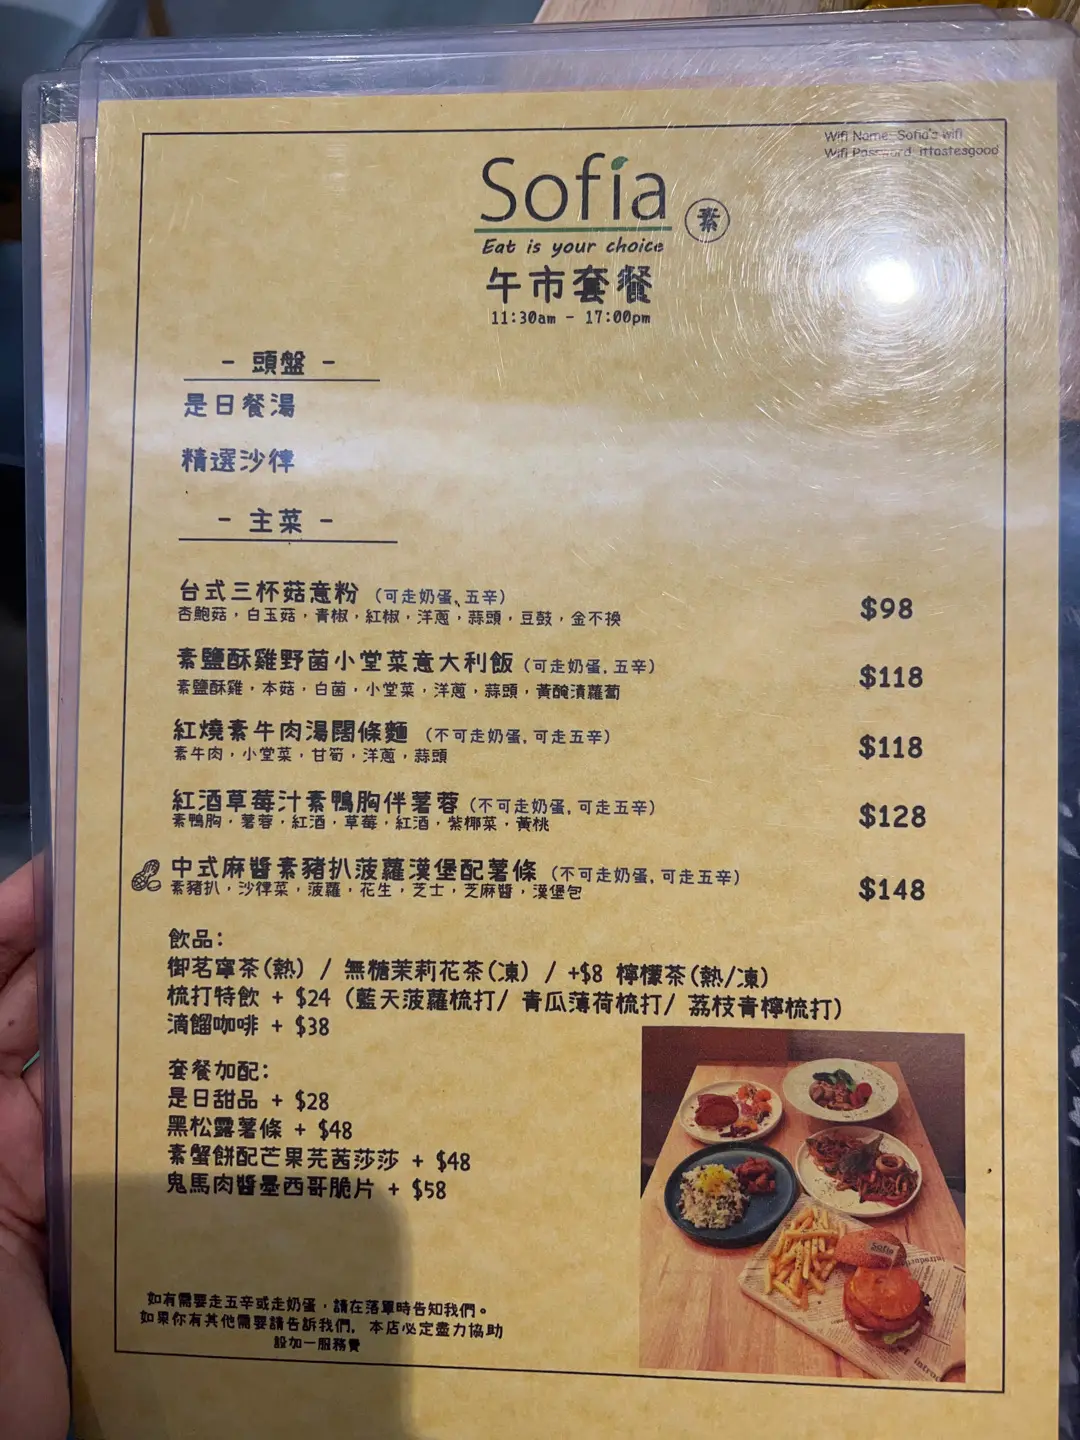 Wifi Name: Sofia's wifi
Wifi Password: ittastesgood
Sofia
素
Eat is your choice
午市套餐
11:30am - 17:00pm
- 頭盤 -
是日餐湯
精選沙律
- 主菜 -
台式三杯菇意粉 (可走奶蛋、五辛)
杏鮑菇，白玉菇，青椒，紅椒，洋蔥，蒜頭，豆鼓，金不換
$98
素鹽酥雞野菌小堂菜意大利飯 (可走奶蛋, 五辛)
素鹽酥雞，本菇，白菌，小堂菜，洋蔥，蒜頭，黃醃漬蘿蔔
$118
紅燒素牛肉湯闊條麵 (不可走奶蛋, 可走五辛)
素牛肉，小堂菜，甘筍，洋蔥，蒜頭
$118
紅酒草莓汁素鴨胸伴薯蓉 (不可走奶蛋, 可走五辛)
素鴨胸，薯蓉，紅酒，草莓，紅酒，紫椰菜，黃桃
$128
中式麻醬素豬扒菠蘿漢堡配薯條 (不可走奶蛋, 可走五辛)
素豬扒，沙律菜，菠蘿，花生，芝士，芝麻醬，漢堡包
$148
飲品:
御茗寧茶(熱) / 無糖茉莉花茶(凍) / +$8 檸檬茶(熱/凍)
梳打特飲 + $24 (藍天菠蘿梳打/ 青瓜薄荷梳打/ 荔枝青檸梳打)
滴餾咖啡 + $38
套餐加配:
是日甜品 + $28
黑松露薯條 + $48
素蟹餅配芒果芫茜莎莎 + $48
鬼馬肉醬墨西哥脆片 + $58
Sofia
如有需要走五辛或走奶蛋，請在落單時告知我們。
如果你有其他需要請告訴我們, 本店必定盡力協助
設加一服務費